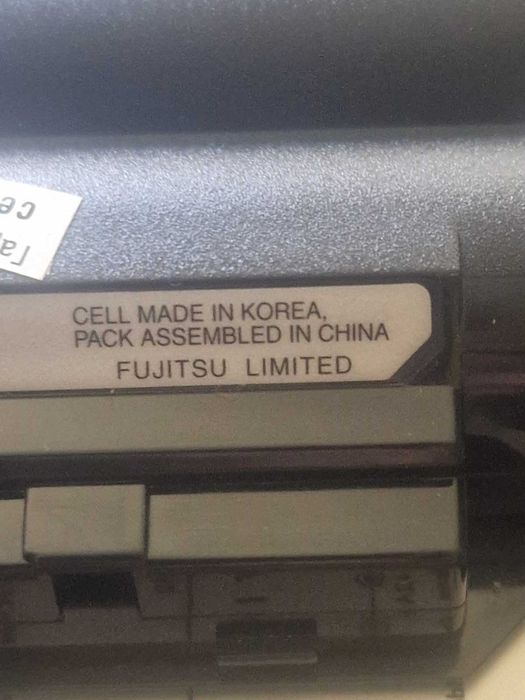 CELL MADE IN KOREA,
PACK ASSEMBLED IN CHINA
FUJITSU LIMITED